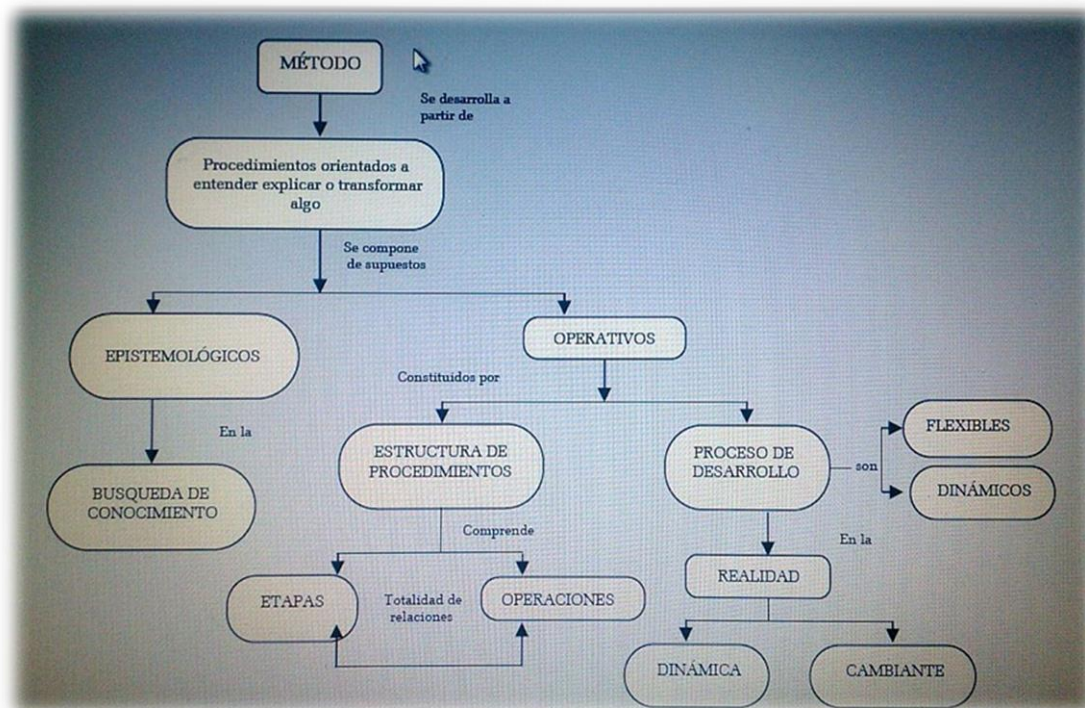 MÉTODO
Se desarrolla a
partir de
Procedimientos orientados a
entender explicar o transformar
algo
Se compone
de supuestos
EPISTEMOLÓGICOS
OPERATIVOS
Constituidos por
En la
ESTRUCTURA DE
PROCEDIMIENTOS
PROCESO DE
DESARROLLO
son
FLEXIBLES
DINÁMICOS
BUSQUEDA DE
CONOCIMIENTO
Comprende
En la
REALIDAD
ETAPAS
Totalidad de
relaciones
OPERACIONES
DINÁMICA
CAMBIANTE